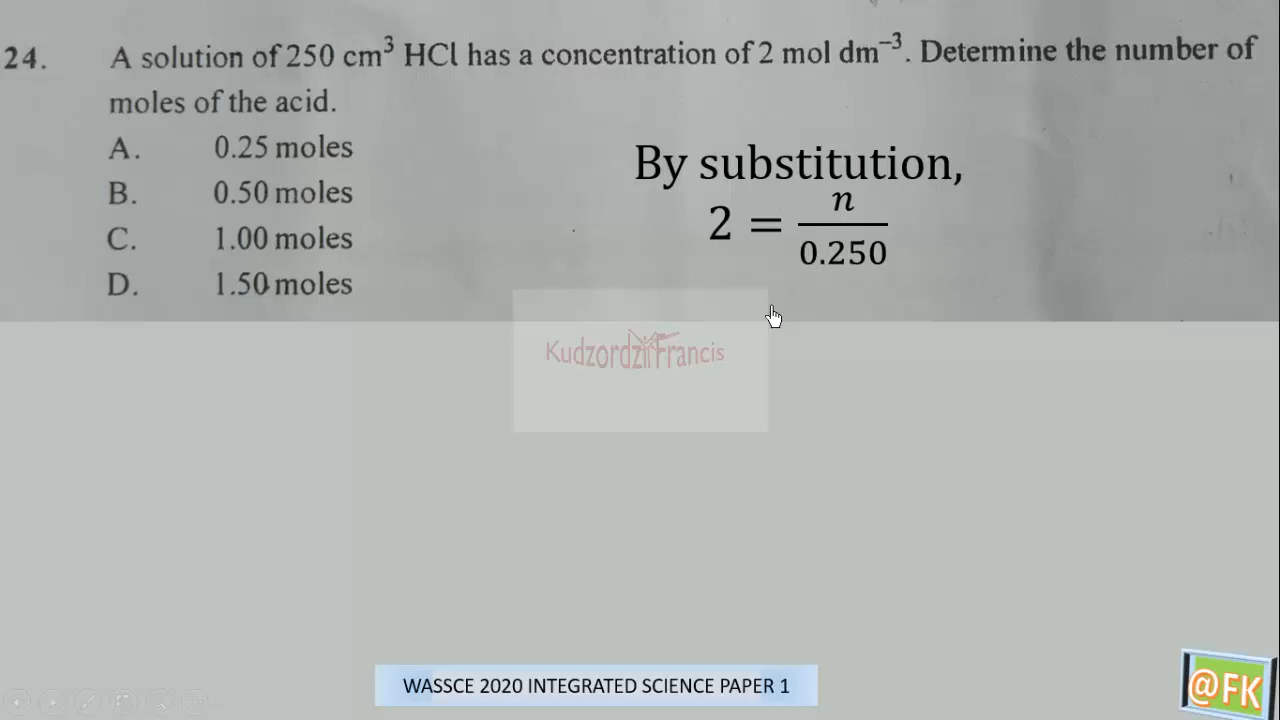 24. A solution of 250 cm³ HCl has a concentration of 2 mol dm⁻³. Determine the number of
moles of the acid.
A. 0.25 moles
B. 0.50 moles
C. 1.00 moles
D. 1.50 moles
By substitution,
2 = n/0.250
Kudzordzi Francis
WASSCE 2020 INTEGRATED SCIENCE PAPER 1
@FK